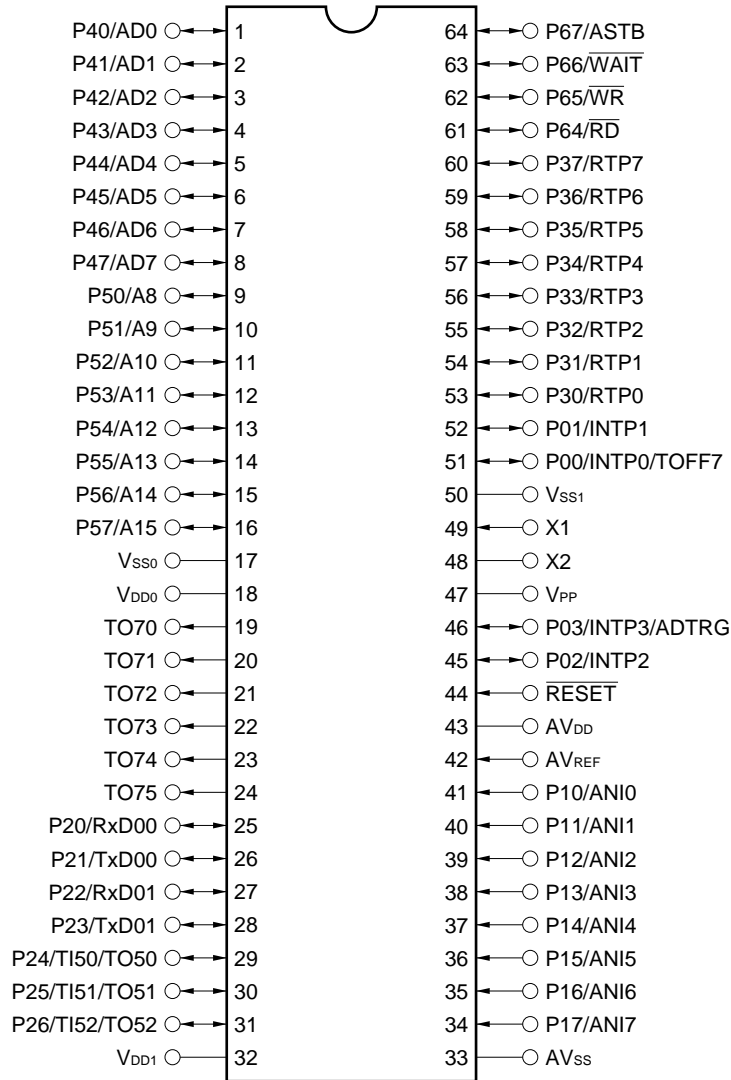 P40/AD0 1 64 P67/ASTB
P41/AD1 2 63 P66/WAIT
P42/AD2 3 62 P65/WR
P43/AD3 4 61 P64/RD
P44/AD4 5 60 P37/RTP7
P45/AD5 6 59 P36/RTP6
P46/AD6 7 58 P35/RTP5
P47/AD7 8 57 P34/RTP4
P50/A8 9 56 P33/RTP3
P51/A9 10 55 P32/RTP2
P52/A10 11 54 P31/RTP1
P53/A11 12 53 P30/RTP0
P54/A12 13 52 P01/INTP1
P55/A13 14 51 P00/INTP0/TOFF7
P56/A14 15 50 VSS1
P57/A15 16 49 X1
VSS0 17 48 X2
VDD0 18 47 VPP
TO70 19 46 P03/INTP3/ADTRG
TO71 20 45 P02/INTP2
TO72 21 44 RESET
TO73 22 43 AVDD
TO74 23 42 AVREF
TO75 24 41 P10/ANI0
P20/RxD00 25 40 P11/ANI1
P21/TxD00 26 39 P12/ANI2
P22/RxD01 27 38 P13/ANI3
P23/TxD01 28 37 P14/ANI4
P24/TI50/TO50 29 36 P15/ANI5
P25/TI51/TO51 30 35 P16/ANI6
P26/TI52/TO52 31 34 P17/ANI7
VDD1 32 33 AVSS